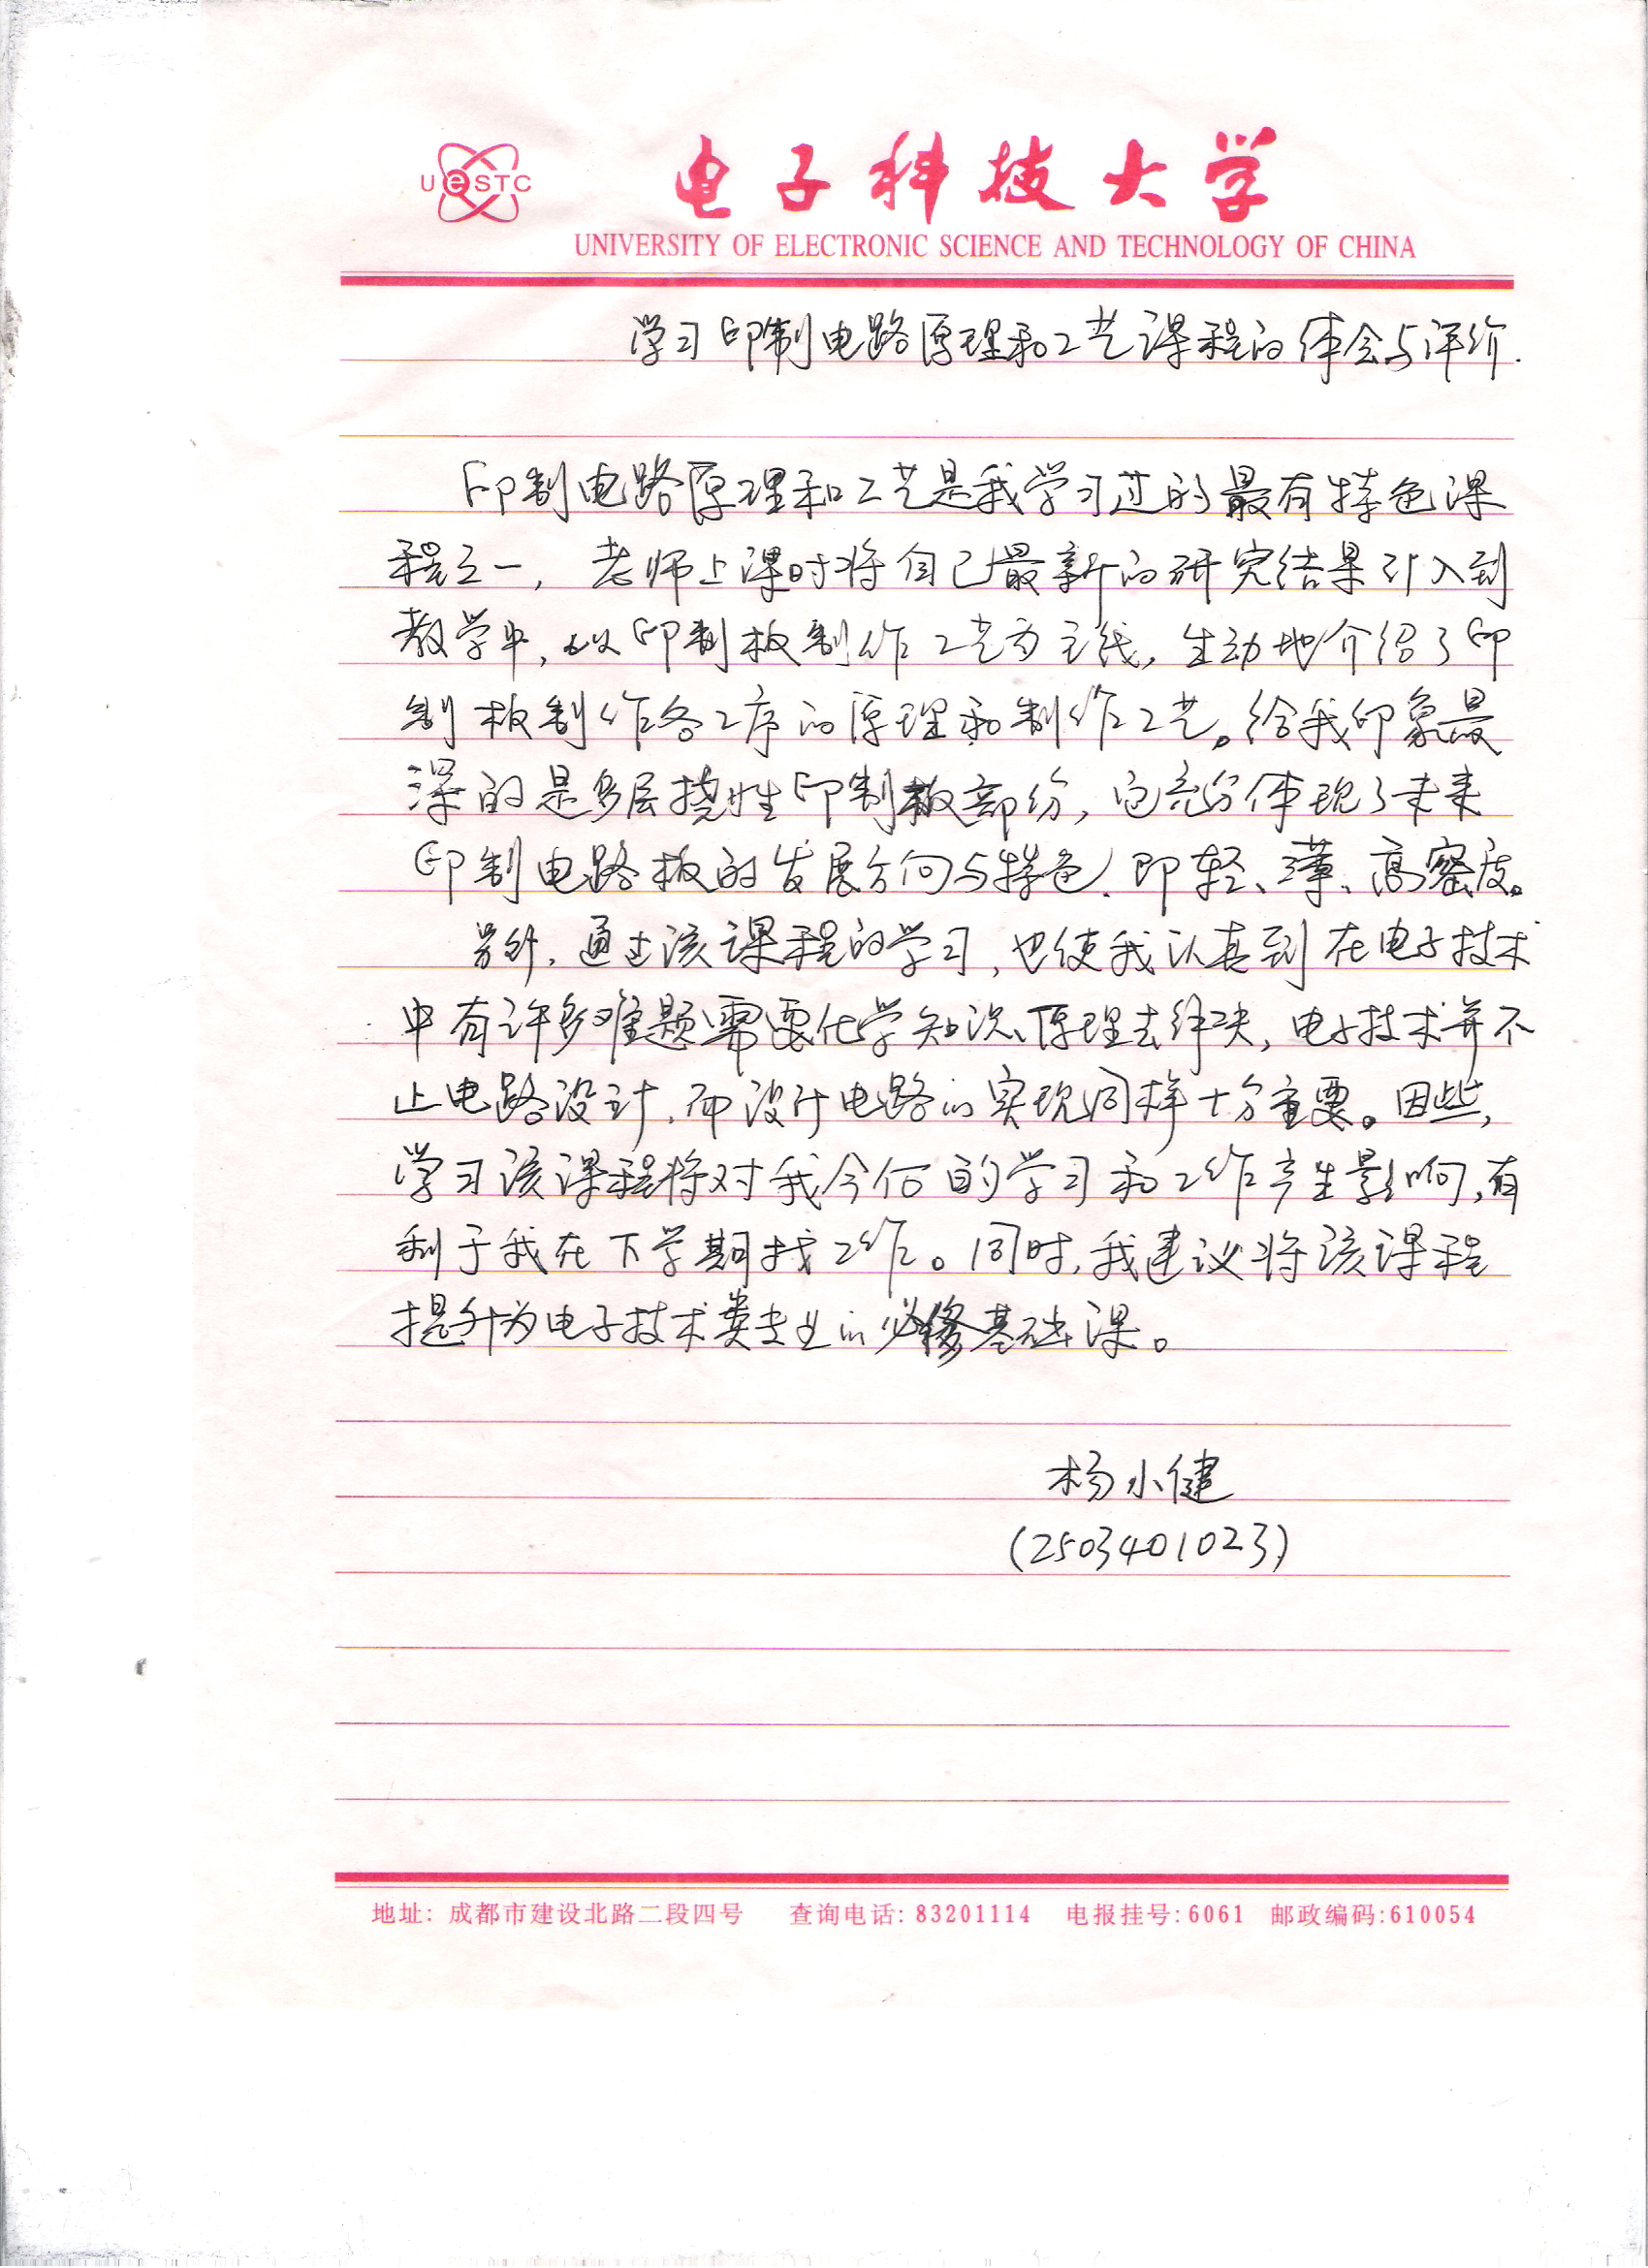 UeSTC
电子科技大学
UNIVERSITY OF ELECTRONIC SCIENCE AND TECHNOLOGY OF CHINA
学习印制电路原理和工艺课程的体会与评价.
印制电路原理和工艺是我学习过的最有特色课
程之一，老师上课时将自己最新的研究结果引入到
教学中，以印制板制作工艺为主线，生动地介绍了印
制板制作各工序的原理和制作工艺。给我印象最
深的是多层挠性印制板部份，它充分体现了未来
印制电路板的发展方向与特色，即轻、薄、高密度。
另外，通过该课程的学习，也使我认真到在电子技术
中有许多难题需要化学知识、原理去解决，电子技术并不
止电路设计，而设计电路的实现同样十分重要。因些，
学习该课程将对我今后的学习和工作产生影响，有
利于我在下学期找工作。同时，我建议将该课程
提升为电子技术类专业的必修基础课。
杨小健
(2503401023)
地址：成都市建设北路二段四号 查询电话：83201114 电报挂号：6061 邮政编码：610054